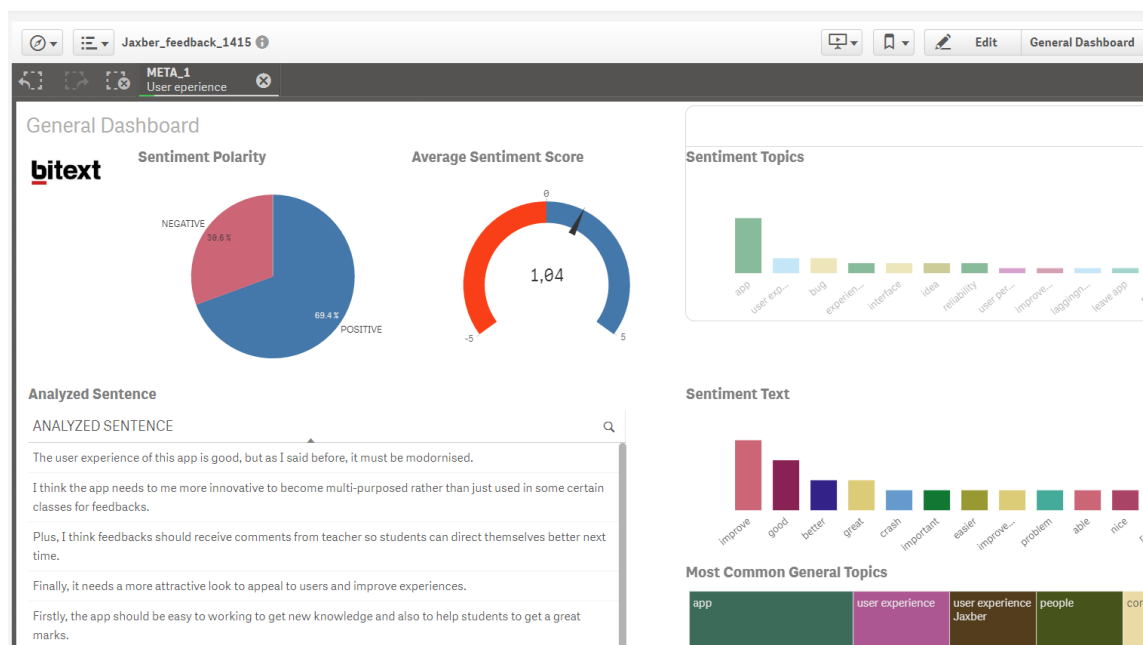 Jaxber_feedback_1415
Edit
General Dashboard
META_1
User eperience
General Dashboard
bitext
Sentiment Polarity
NEGATIVE
30.6 %
69.4 %
POSITIVE
Average Sentiment Score
0
1,04
-5
5
Sentiment Topics
app
user exp...
bug
experien...
interface
idea
reliability
user per...
improve...
laggingn...
leave app
Analyzed Sentence
ANALYZED SENTENCE
The user experience of this app is good, but as I said before, it must be modornised.
I think the app needs to me more innovative to become multi-purposed rather than just used in some certain
classes for feedbacks.
Plus, I think feedbacks should receive comments from teacher so students can direct themselves better next
time.
Finally, it needs a more attractive look to appeal to users and improve experiences.
Firstly, the app should be easy to working to get new knowledge and also to help students to get a great
marks.
Sentiment Text
improve
good
better
great
crash
important
easier
improve...
problem
able
nice
Most Common General Topics
app
user experience
user experience
Jaxber
people